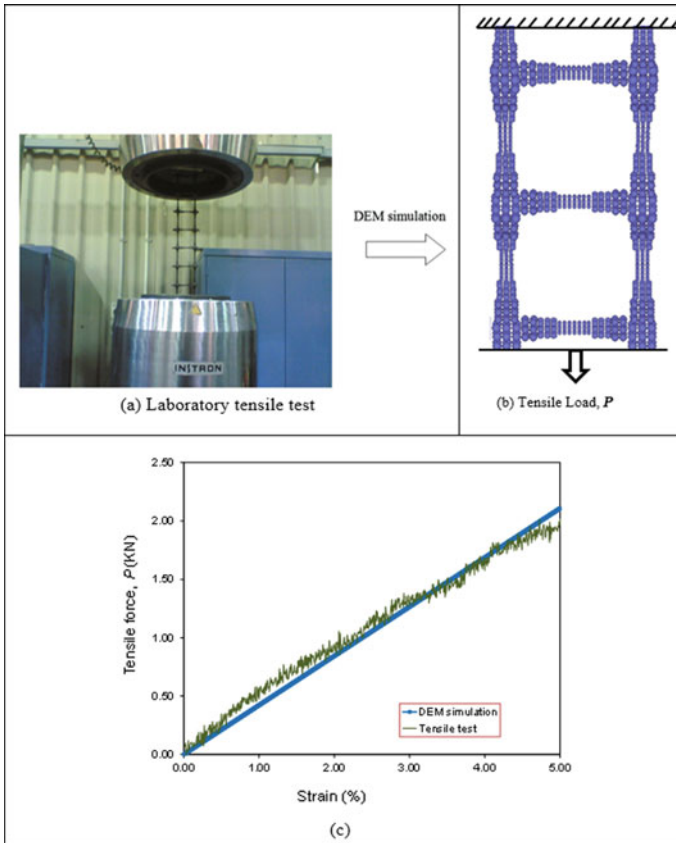 INSTRON
(a) Laboratory tensile test
DEM simulation
(b) Tensile Load, P
2.50
2.00
1.50
1.00
0.50
0.00
Tensile force, P(KN)
DEM simulation
Tensile test
0.00 1.00 2.00 3.00 4.00 5.00
Strain (%)
(c)